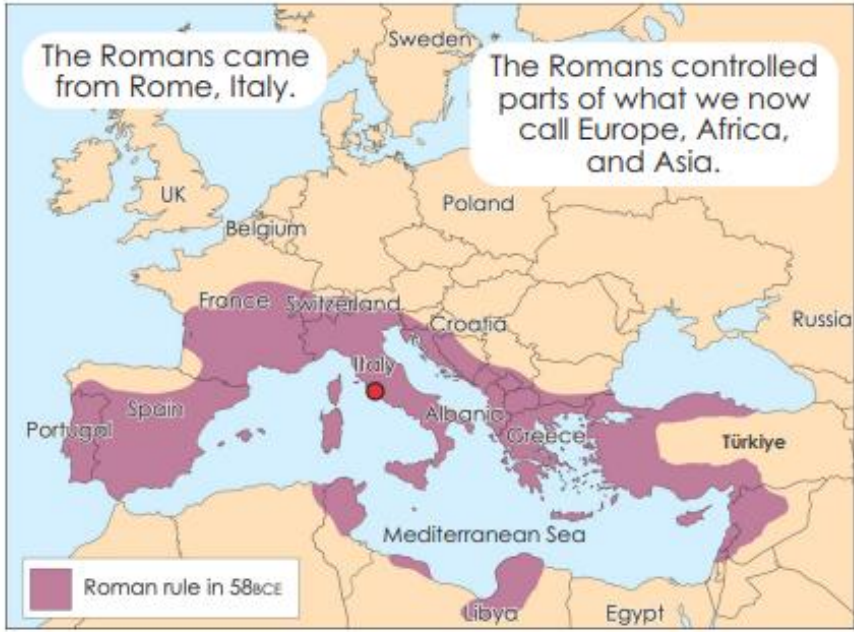 The Romans came
from Rome, Italy.
The Romans controlled
parts of what we now
call Europe, Africa,
and Asia.
Sweden
UK
Belgium
Poland
France
Switzerland
Croatia
Russia
Italy
Spain
Portugal
Albania
Greece
Türkiye
Mediterranean Sea
Roman rule in 58BCE
Libya
Egypt